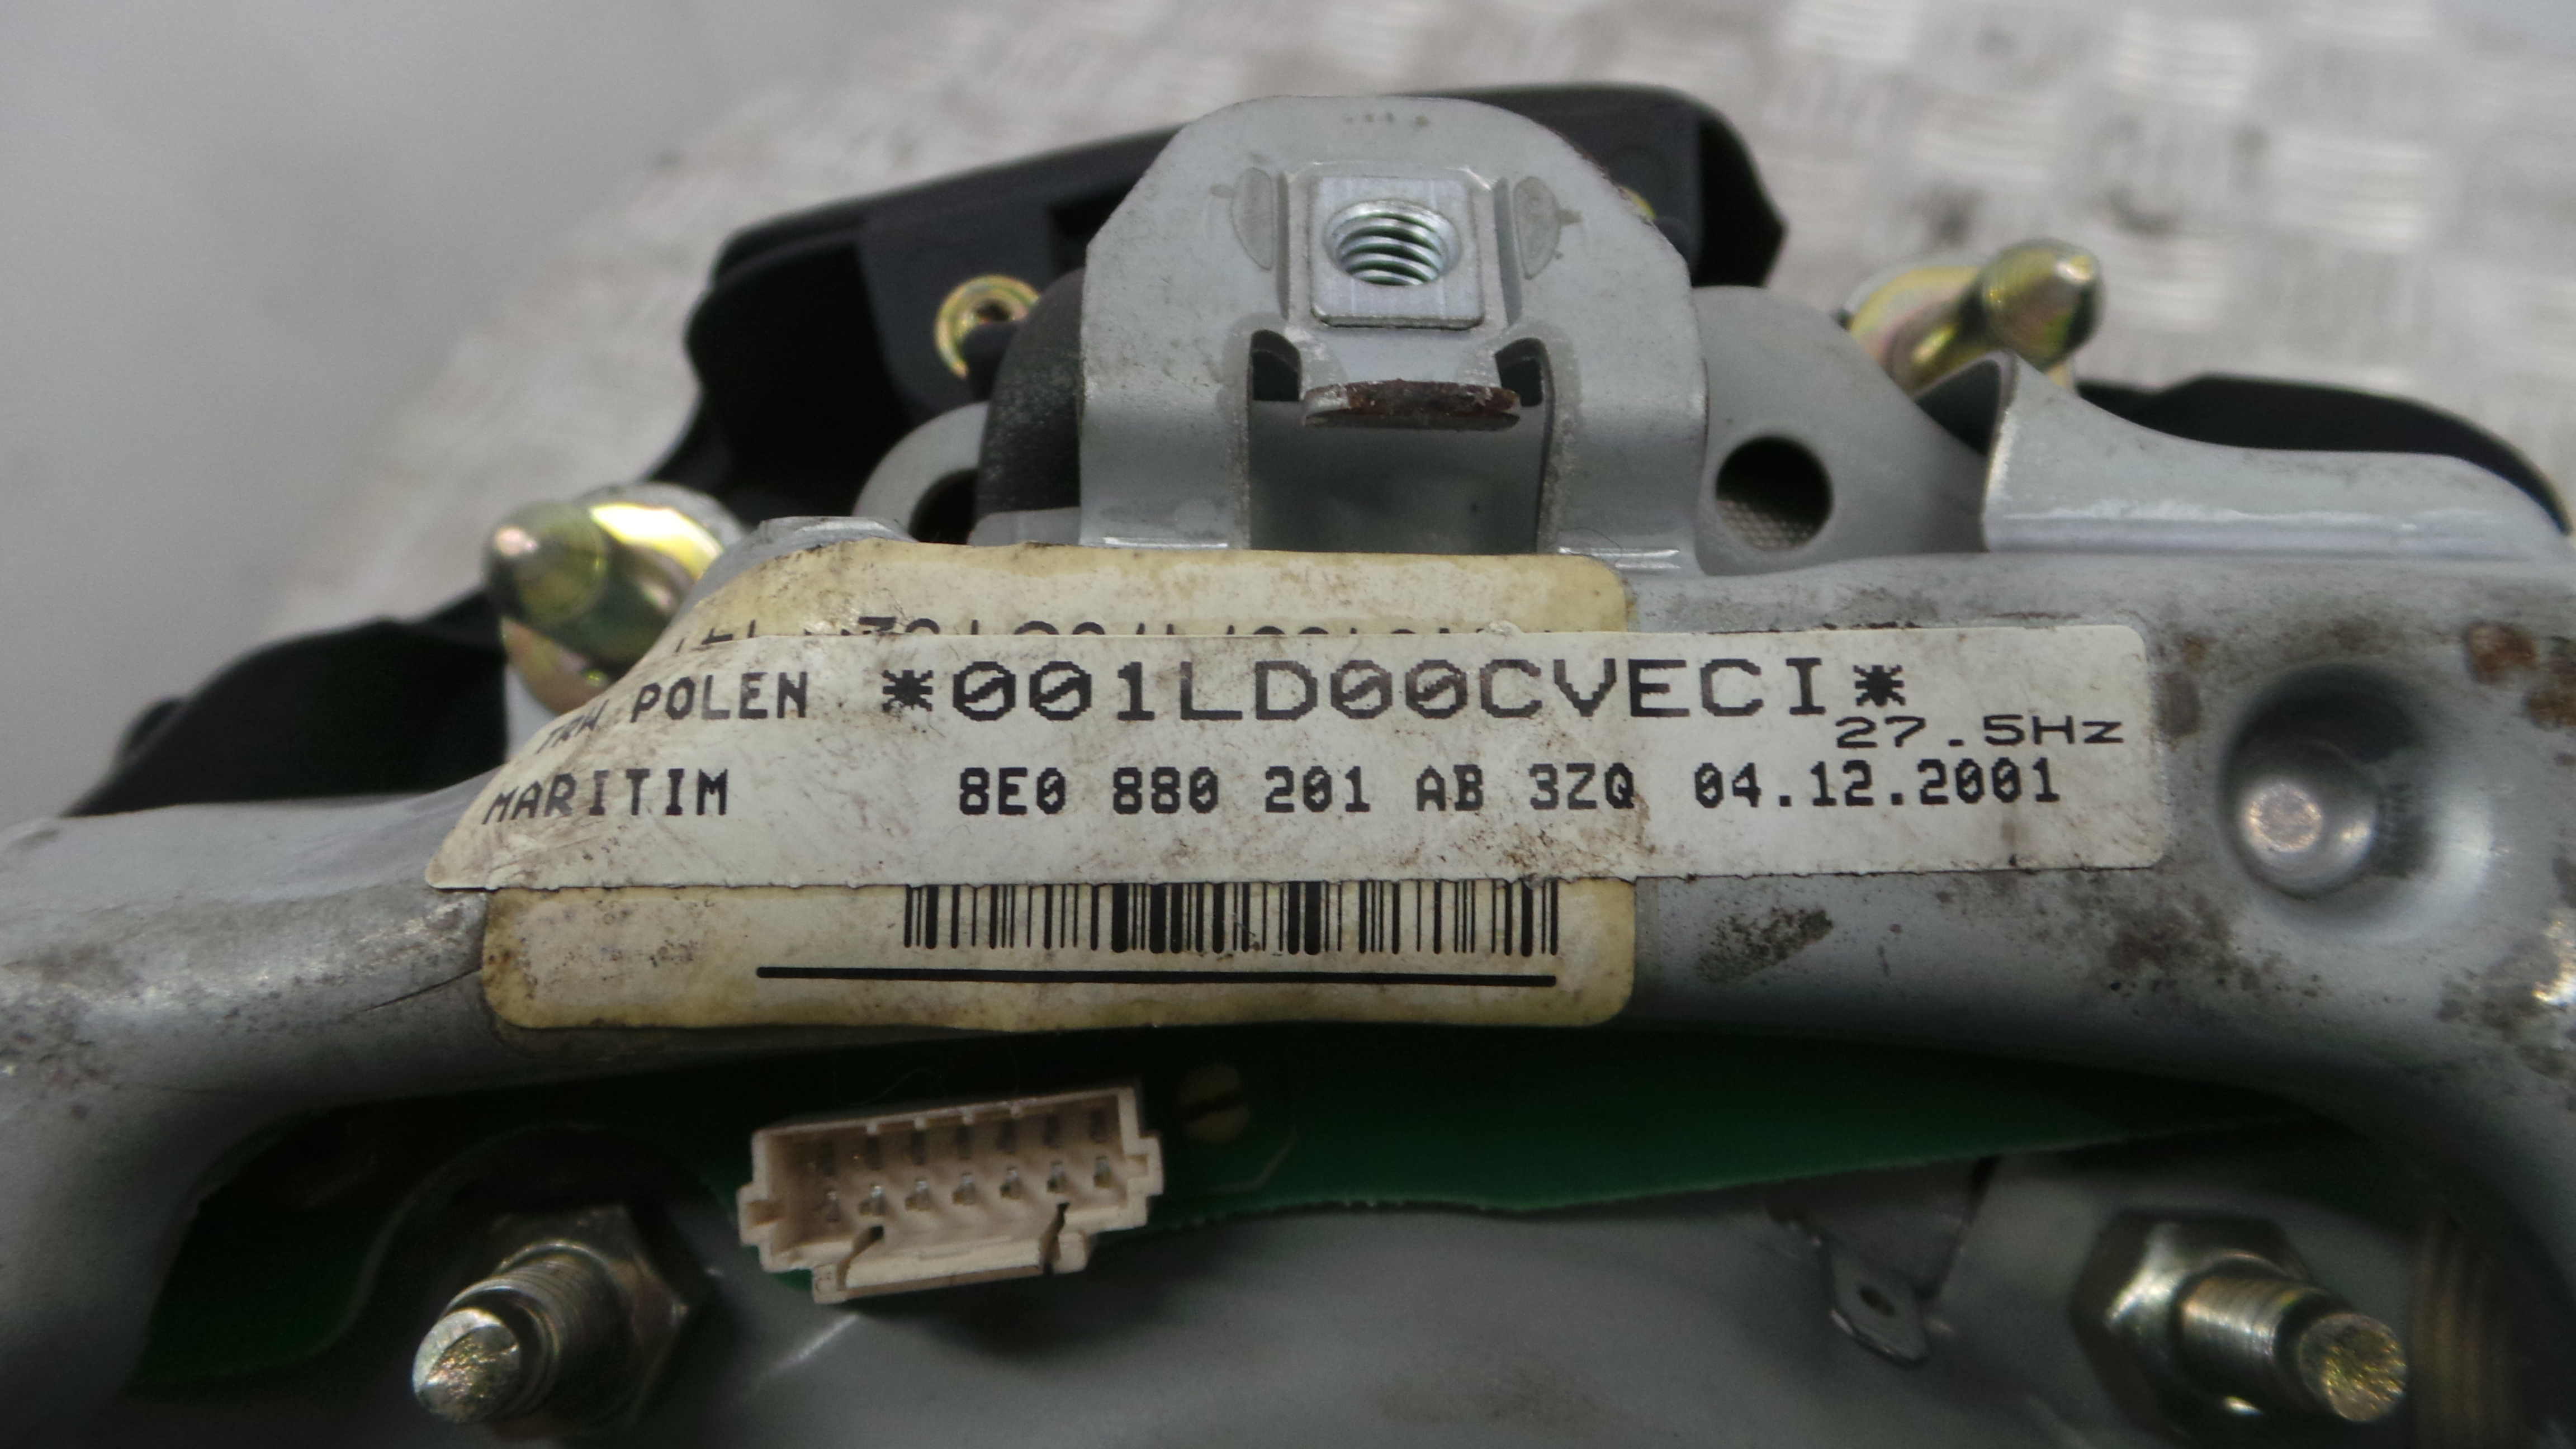 TRW POLEN *001LD00CVECI*
27.5Hz
MARITIM 8E0 880 201 AB 3ZQ 04.12.2001